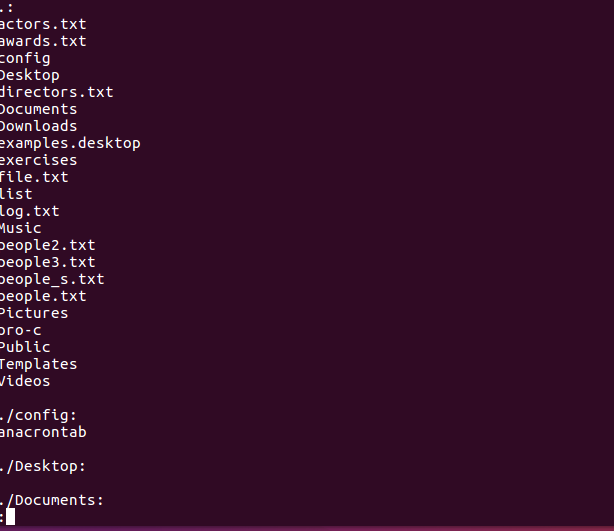 .:
actors.txt
awards.txt
config
Desktop
directors.txt
Documents
Downloads
examples.desktop
exercises
file.txt
list
log.txt
Music
people2.txt
people3.txt
people_s.txt
people.txt
Pictures
pro-c
Public
Templates
Videos

./config:
anacrontab

./Desktop:

./Documents:
: